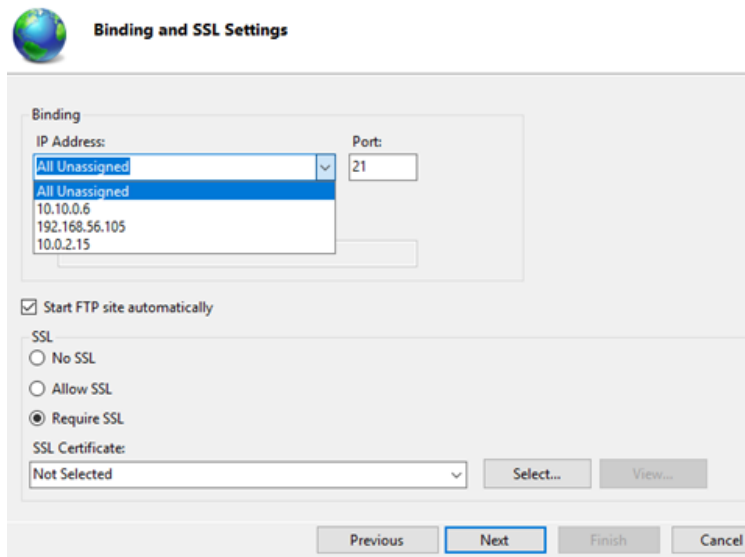 Binding and SSL Settings
Binding
IP Address: Port:
All Unassigned 21
All Unassigned
10.10.0.6
192.168.56.105
10.0.2.15
Start FTP site automatically
SSL
No SSL
Allow SSL
Require SSL
SSL Certificate:
Not Selected Select... View...
Previous Next Finish Cancel